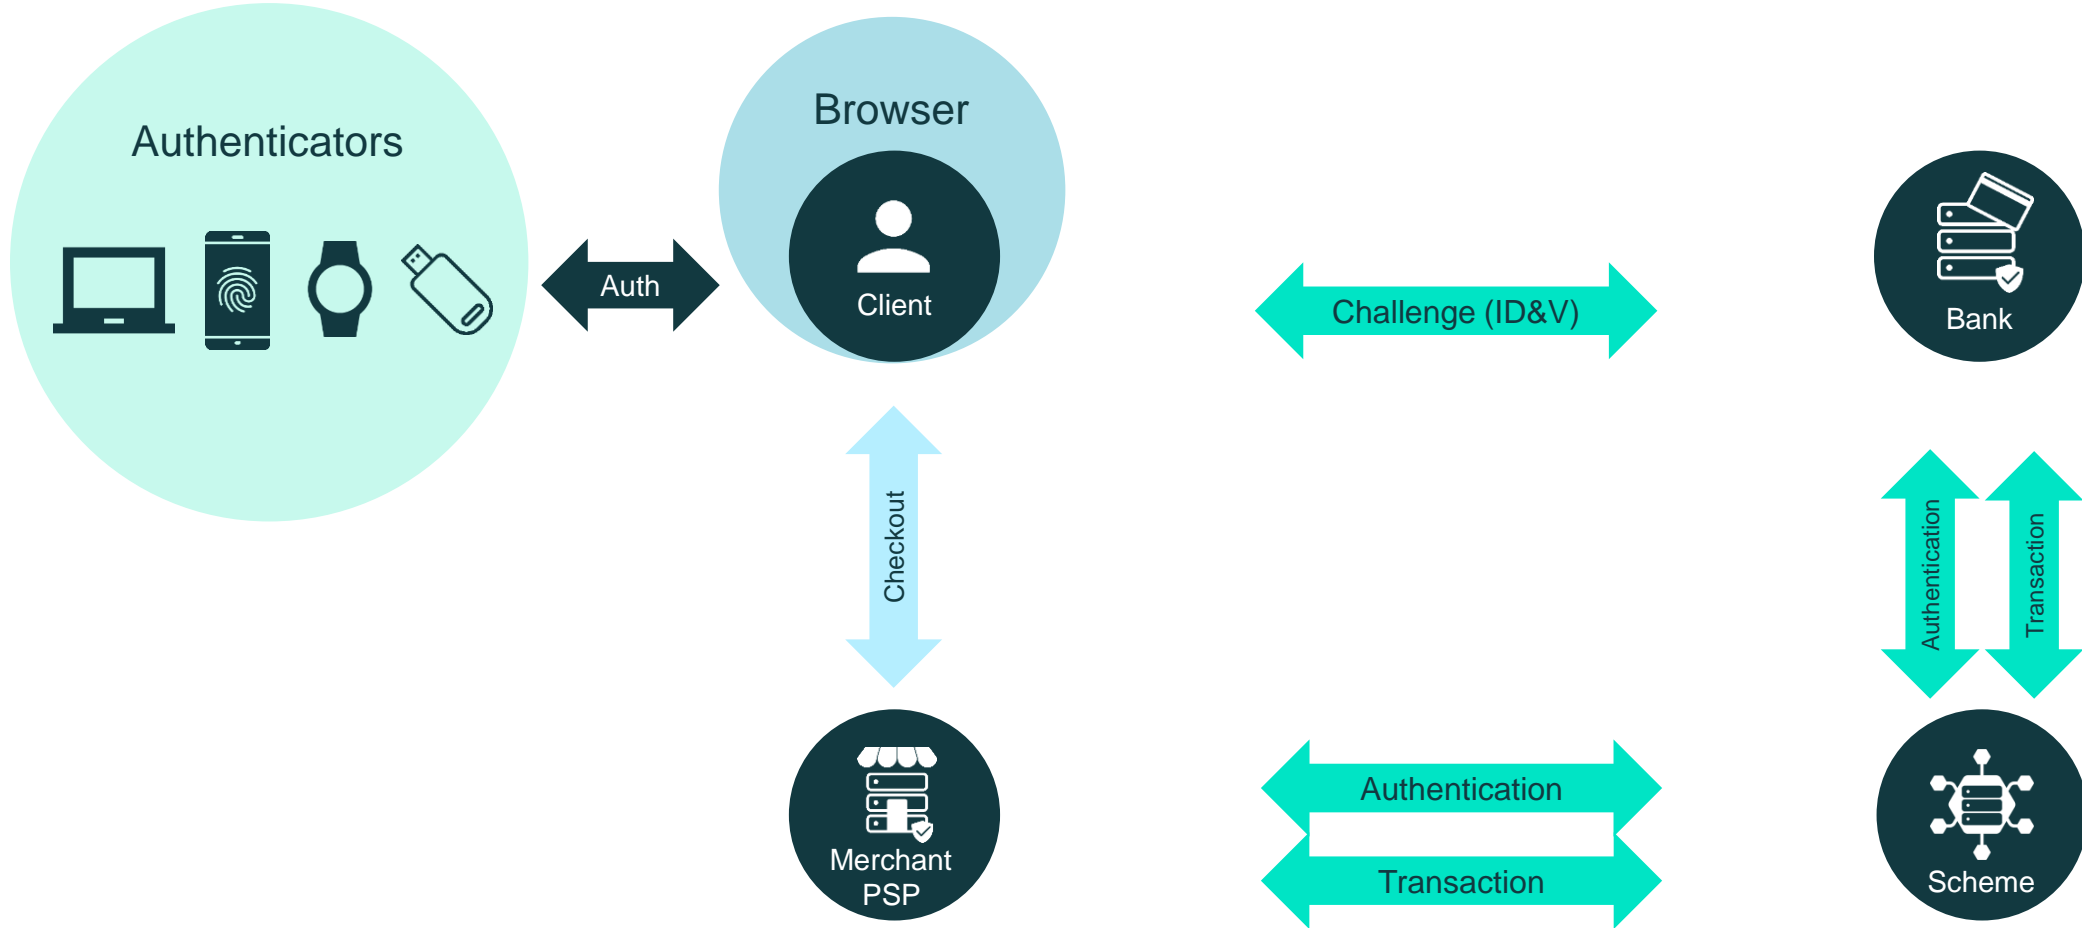 Authenticators
Browser
Auth
Client
Challenge (ID&V)
Bank
Checkout
Authentication
Transaction
Merchant
PSP
Authentication
Transaction
Scheme